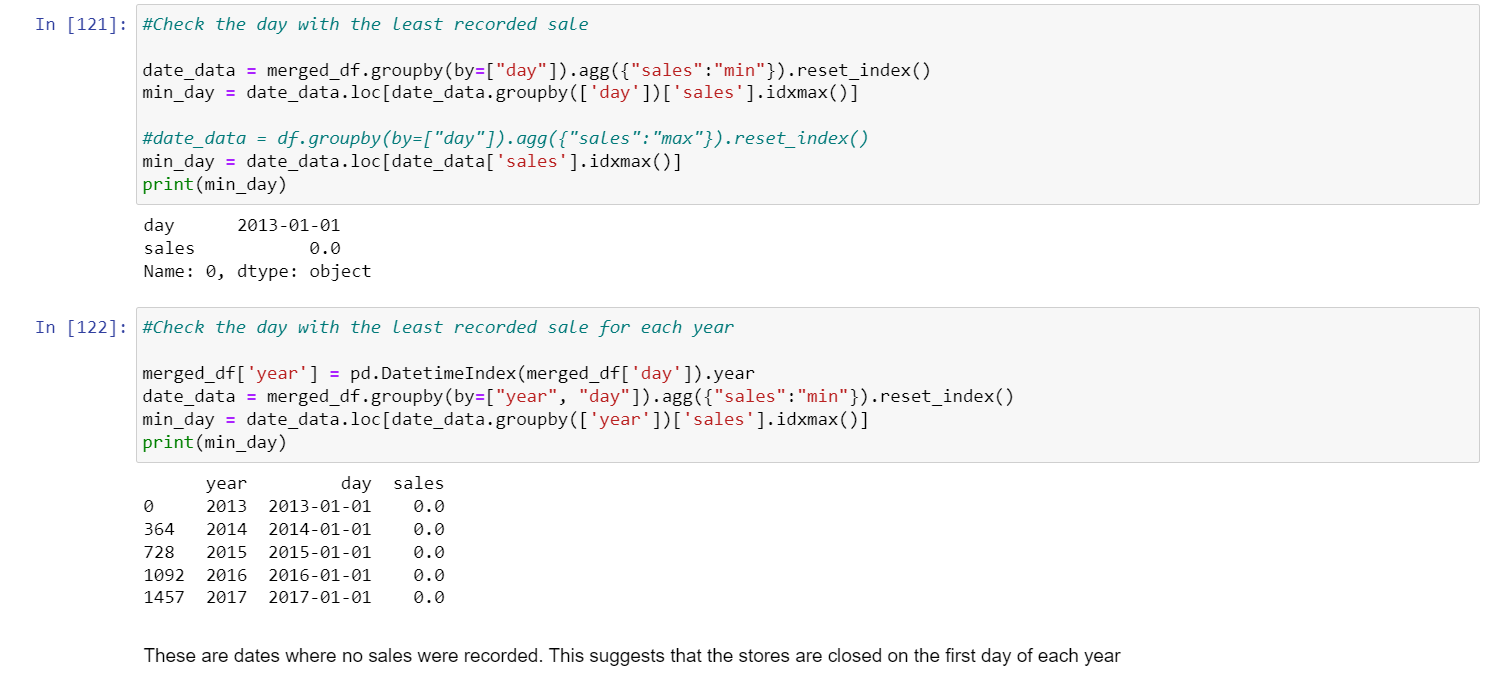 In [121]: #Check the day with the least recorded sale
date_data = merged_df.groupby(by=["day"]).agg({"sales":"min"}).reset_index()
min_day = date_data.loc[date_data.groupby(['day'])['sales'].idxmax()]
#date_data = df.groupby(by=["day"]).agg({"sales":"max"}).reset_index()
min_day = date_data.loc[date_data['sales'].idxmax()]
print(min_day)
day      2013-01-01
sales           0.0
Name: 0, dtype: object
In [122]: #Check the day with the least recorded sale for each year
merged_df['year'] = pd.DatetimeIndex(merged_df['day']).year
date_data = merged_df.groupby(by=["year", "day"]).agg({"sales":"min"}).reset_index()
min_day = date_data.loc[date_data.groupby(['year'])['sales'].idxmax()]
print(min_day)
      year         day  sales
0     2013  2013-01-01    0.0
364   2014  2014-01-01    0.0
728   2015  2015-01-01    0.0
1092  2016  2016-01-01    0.0
1457  2017  2017-01-01    0.0
These are dates where no sales were recorded. This suggests that the stores are closed on the first day of each year